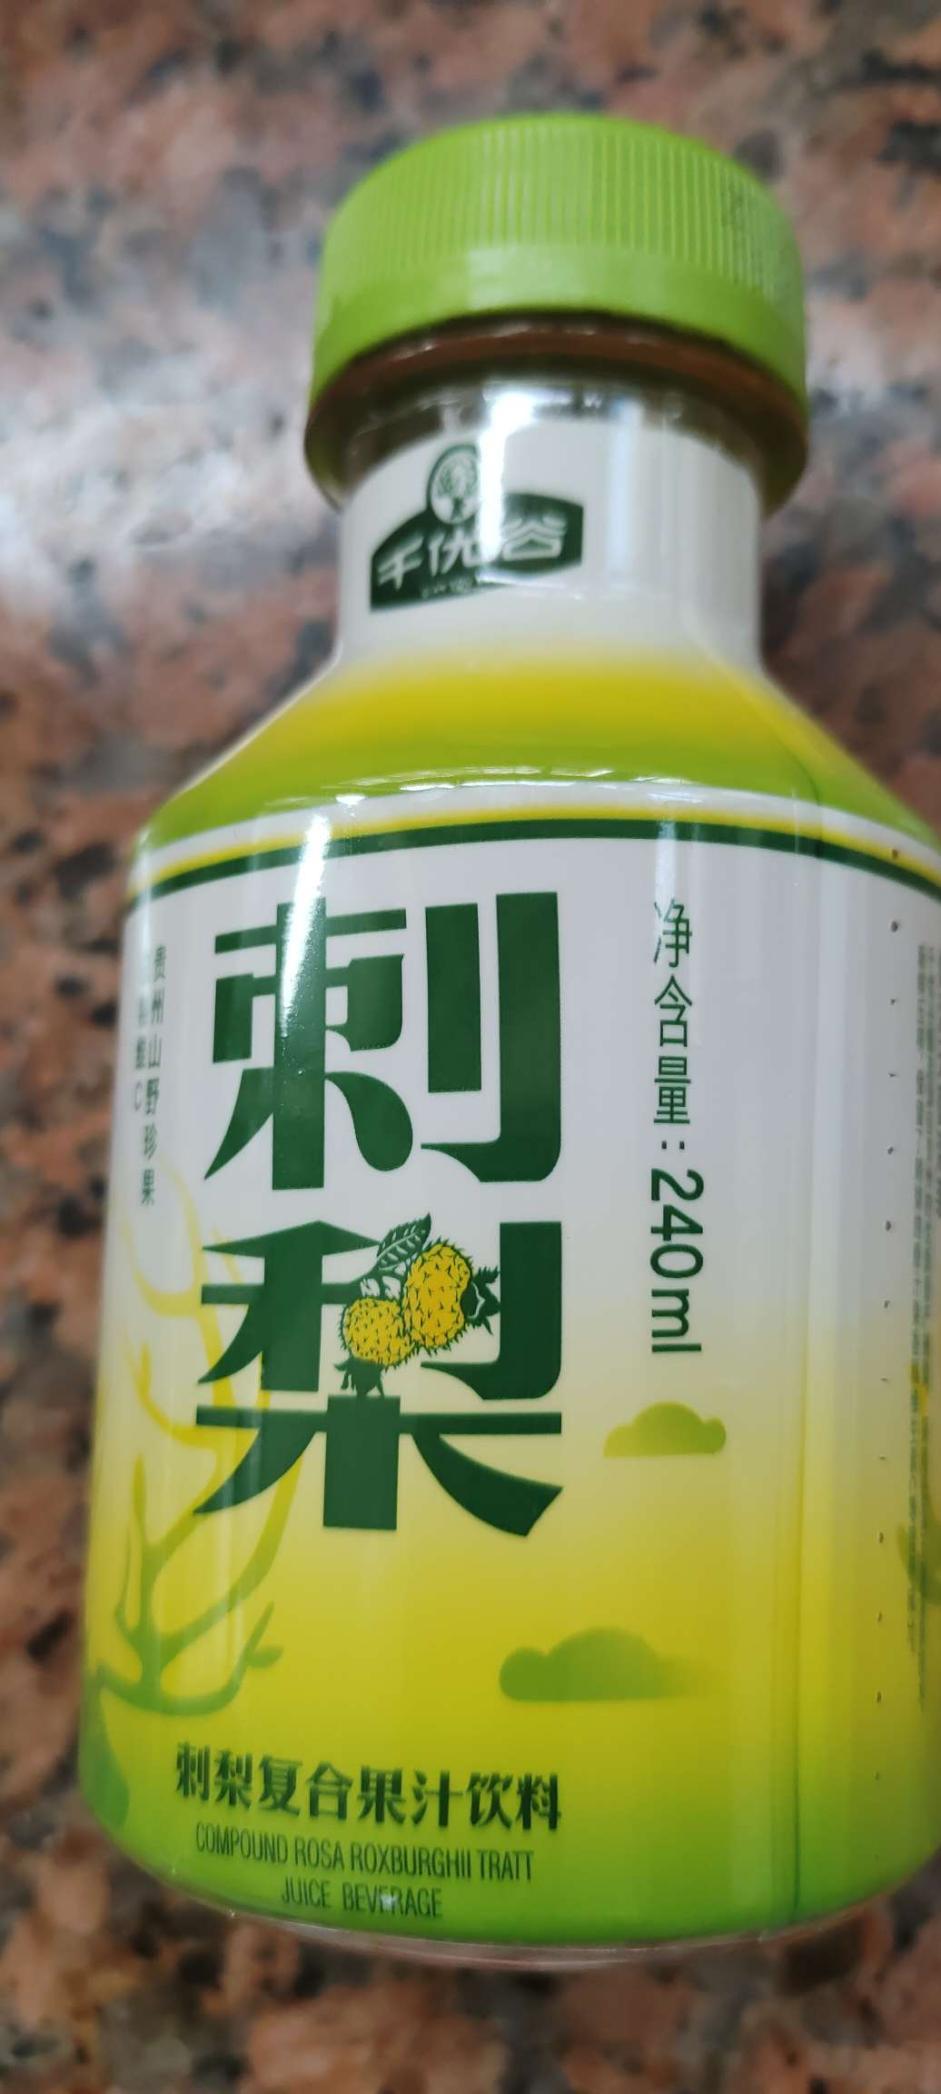 千优谷
刺梨
净含量:240ml
贵州山野珍果
刺梨复合果汁饮料
COMPOUND ROSA ROXBURGHII TRATT
JUICE BEVERAGE